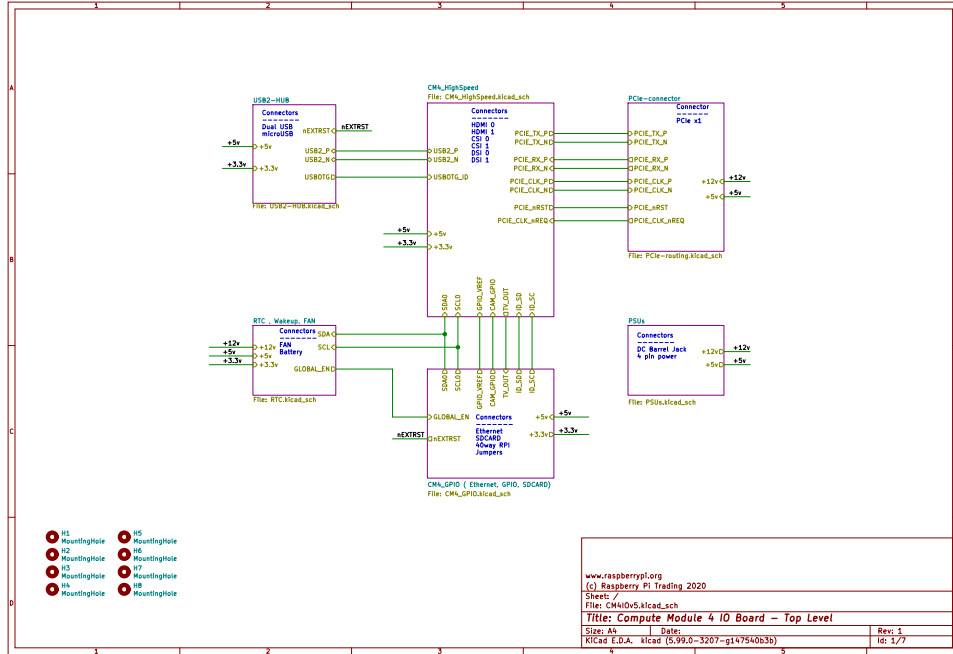 1 2 3 4 5
A
B
C
D
USB2-HUB
Connectors
--------
Dual USB
microUSB
nEXTRST
nEXTRST
+5v
+5v
+3.3v
+3.3v
USB2_P
USB2_N
USBOTG
File: USB2-HUB.kicad_sch
CM4_HighSpeed
File: CM4_HighSpeed.kicad_sch
Connectors
--------
HDMI 0
HDMI 1
CSI 0
CSI 1
DSI 0
DSI 1
USB2_P
USB2_N
USBOTG_ID
+5v
+5v
+3.3v
+3.3v
PCIE_TX_P
PCIE_TX_N
PCIE_RX_P
PCIE_RX_N
PCIE_CLK_P
PCIE_CLK_N
PCIE_nRST
PCIE_CLK_nREQ
SDA0
SCL0
GPIO_VREF
CAM_GPIO
TV_OUT
ID_SD
ID_SC
PCIe-connector
Connector
--------
PCIe x1
PCIE_TX_P
PCIE_TX_N
PCIE_RX_P
PCIE_RX_N
PCIE_CLK_P
PCIE_CLK_N
PCIE_nRST
PCIE_CLK_nREQ
+12v
+12v
+5v
+5v
File: PCIe-routing.kicad_sch
RTC , Wakeup, FAN
Connectors
--------
FAN
Battery
SDA
SCL
GLOBAL_EN
+12v
+12v
+5v
+5v
+3.3v
+3.3v
File: RTC.kicad_sch
SDA0
SCL0
GPIO_VREF
CAM_GPIO
TV_OUT
ID_SD
ID_SC
GLOBAL_EN
nEXTRST
nEXTRST
Connectors
--------
Ethernet
SDCARD
40way RPI
Jumpers
+5v
+5v
+3.3v
+3.3v
CM4_GPIO ( Ethernet, GPIO, SDCARD)
File: CM4_GPIO.kicad_sch
PSUs
Connectors
--------
DC Barrel Jack
4 pin power
+12v
+12v
+5v
+5v
File: PSUs.kicad_sch
H1
MountingHole
H2
MountingHole
H3
MountingHole
H4
MountingHole
H5
MountingHole
H6
MountingHole
H7
MountingHole
H8
MountingHole
www.raspberrypi.org
(c) Raspberry Pi Trading 2020
Sheet: /
File: CM4IOv5.kicad_sch
Title: Compute Module 4 IO Board - Top Level
Size: A4 Date: Rev: 1
KiCad E.D.A. kicad (5.99.0-3207-g147540b3b) Id: 1/7
1 2 3 4 5